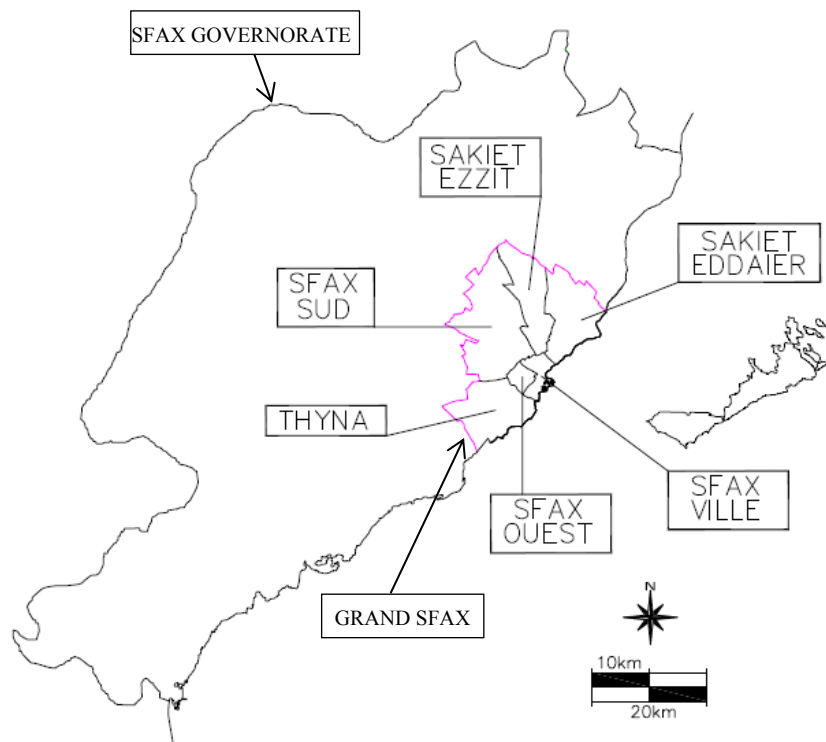 SFAX GOVERNORATE
SAKIET
EZZIT
SAKIET
EDDAIER
SFAX
SUD
THYNA
SFAX
OUEST
SFAX
VILLE
GRAND SFAX
N
10km
20km